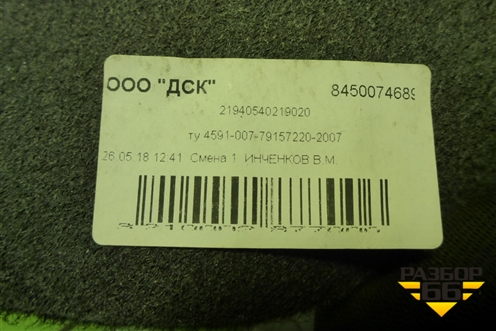 ООО "ДСК" 8450074689
21940540219020
ту 4591-007-79157220-2007
26.05.18 12:41 Смена 1 ИНЧЕНКОВ В.М.
РАЗБОР
66